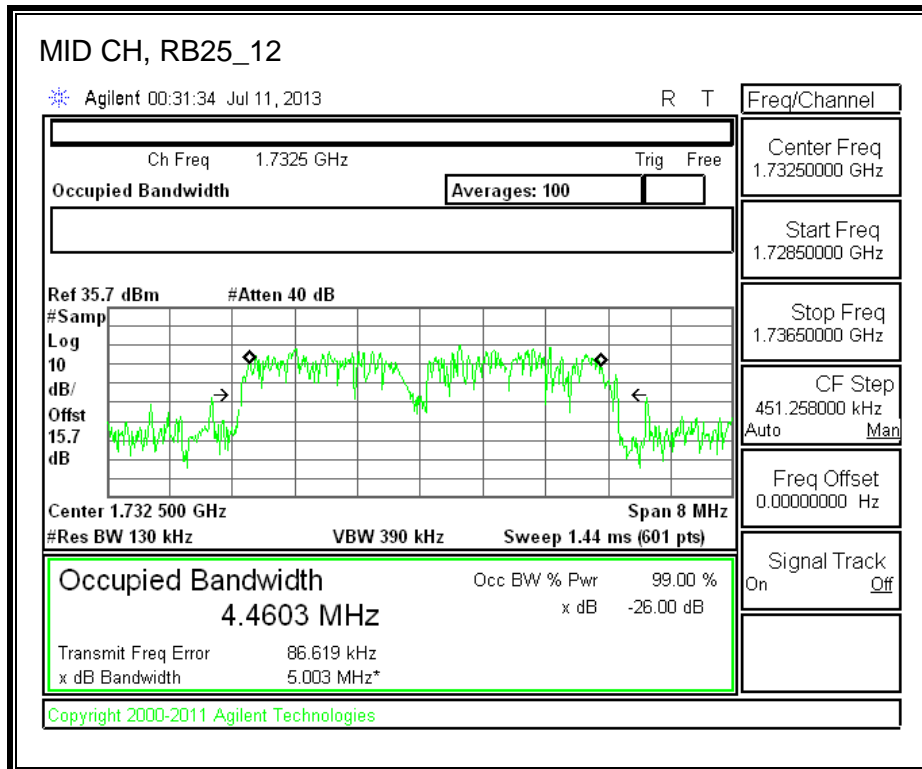 MID CH, RB25_12
Agilent 00:31:34 Jul 11, 2013 R T
Freq/Channel
Ch Freq 1.7325 GHz Trig Free
Occupied Bandwidth Averages: 100
Center Freq
1.73250000 GHz
Start Freq
1.72850000 GHz
Ref 35.7 dBm #Atten 40 dB
#Samp
Log
10
dB/
Offst
15.7
dB
Stop Freq
1.73650000 GHz
CF Step
451.258000 kHz
Auto Man
Freq Offset
0.00000000 Hz
Center 1.732 500 GHz Span 8 MHz
#Res BW 130 kHz VBW 390 kHz Sweep 1.44 ms (601 pts)
Signal Track
On Off
Occupied Bandwidth Occ BW % Pwr 99.00 %
4.4603 MHz x dB -26.00 dB
Transmit Freq Error 86.619 kHz
x dB Bandwidth 5.003 MHz*
Copyright 2000-2011 Agilent Technologies